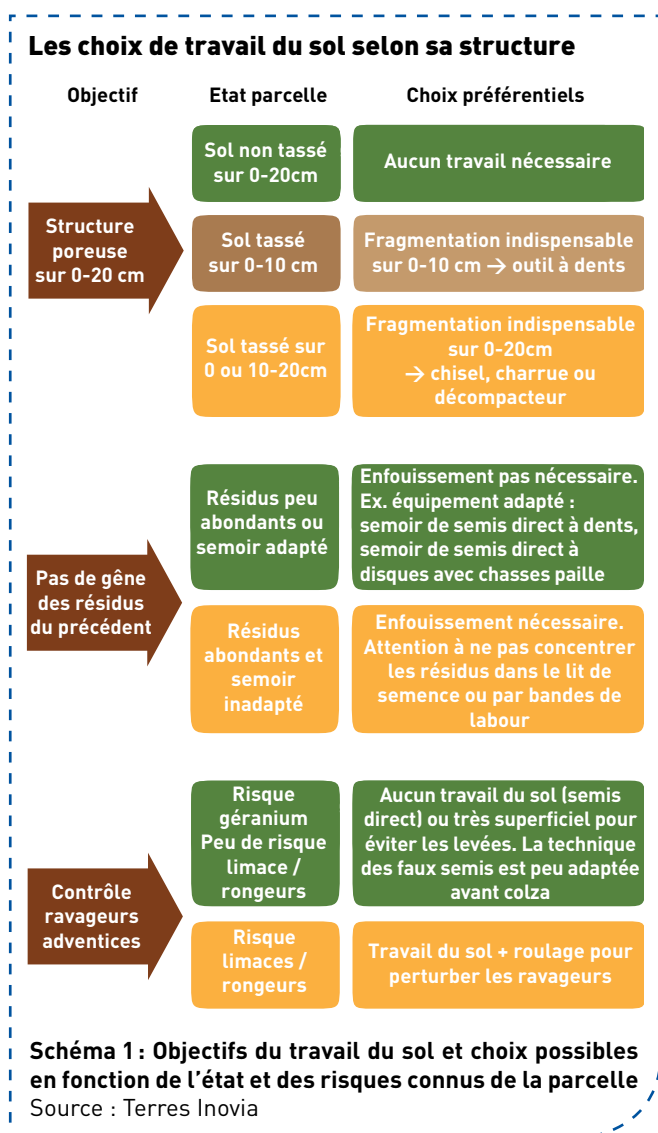 Les choix de travail du sol selon sa structure
Objectif
Etat parcelle
Choix préférentiels
Structure
poreuse
sur 0-20 cm
Sol non tassé
sur 0-20cm
Aucun travail nécessaire
Sol tassé
sur 0-10 cm
Fragmentation indispensable
sur 0-10 cm → outil à dents
Sol tassé sur
0 ou 10-20cm
Fragmentation indispensable
sur 0-20cm
→ chisel, charrue ou
décompacteur
Pas de gêne
des résidus
du précédent
Résidus peu
abondants ou
semoir adapté
Enfouissement pas nécessaire.
Ex. équipement adapté :
semoir de semis direct à dents,
semoir de semis direct à
disques avec chasses paille
Résidus
abondants et
semoir
inadapté
Enfouissement nécessaire.
Attention à ne pas concentrer
les résidus dans le lit de
semence ou par bandes de
labour
Contrôle
ravageurs
adventices
Risque
géranium
Peu de risque
limace /
rongeurs
Aucun travail du sol (semis
direct) ou très superficiel pour
éviter les levées. La technique
des faux semis est peu adaptée
avant colza
Risque
limaces /
rongeurs
Travail du sol + roulage pour
perturber les ravageurs
Schéma 1 : Objectifs du travail du sol et choix possibles
en fonction de l'état et des risques connus de la parcelle
Source : Terres Inovia